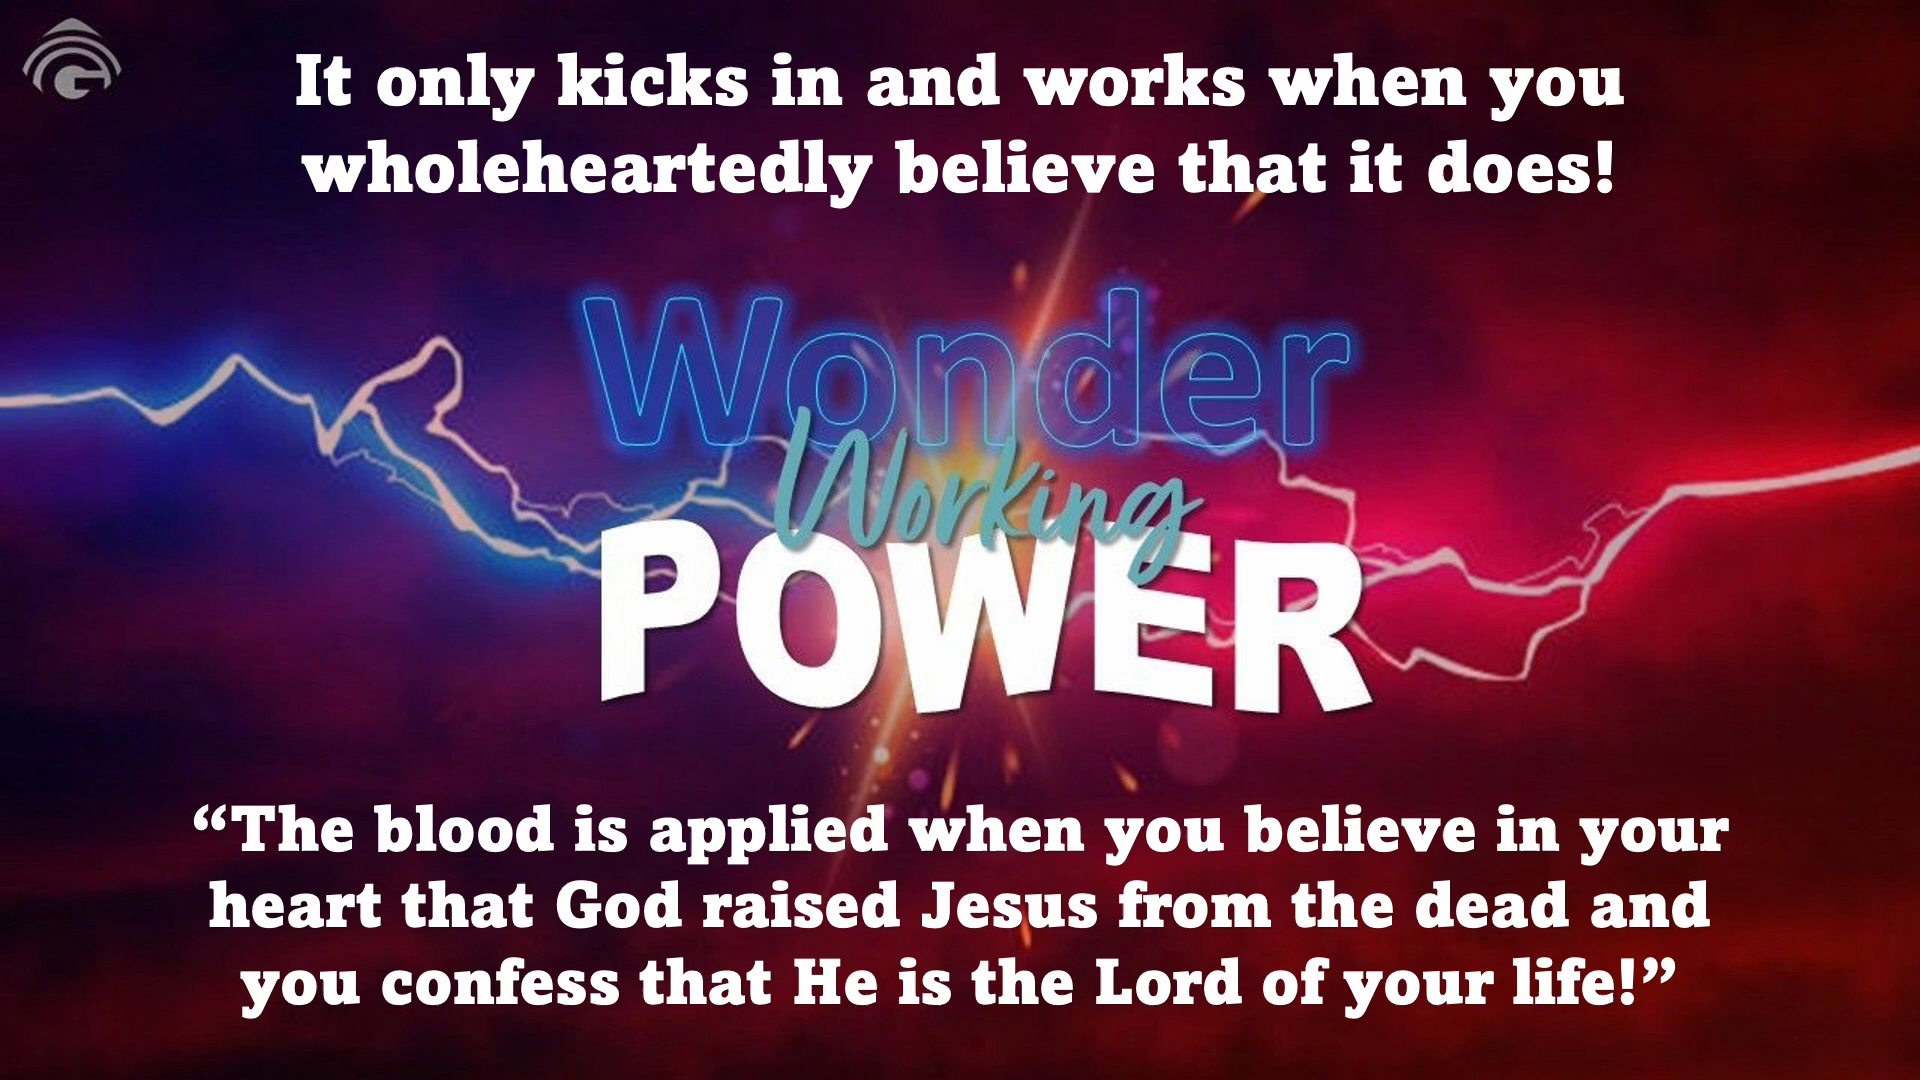 It only kicks in and works when you
wholeheartedly believe that it does!
Wonder
Working
POWER
“The blood is applied when you believe in your
heart that God raised Jesus from the dead and
you confess that He is the Lord of your life!”